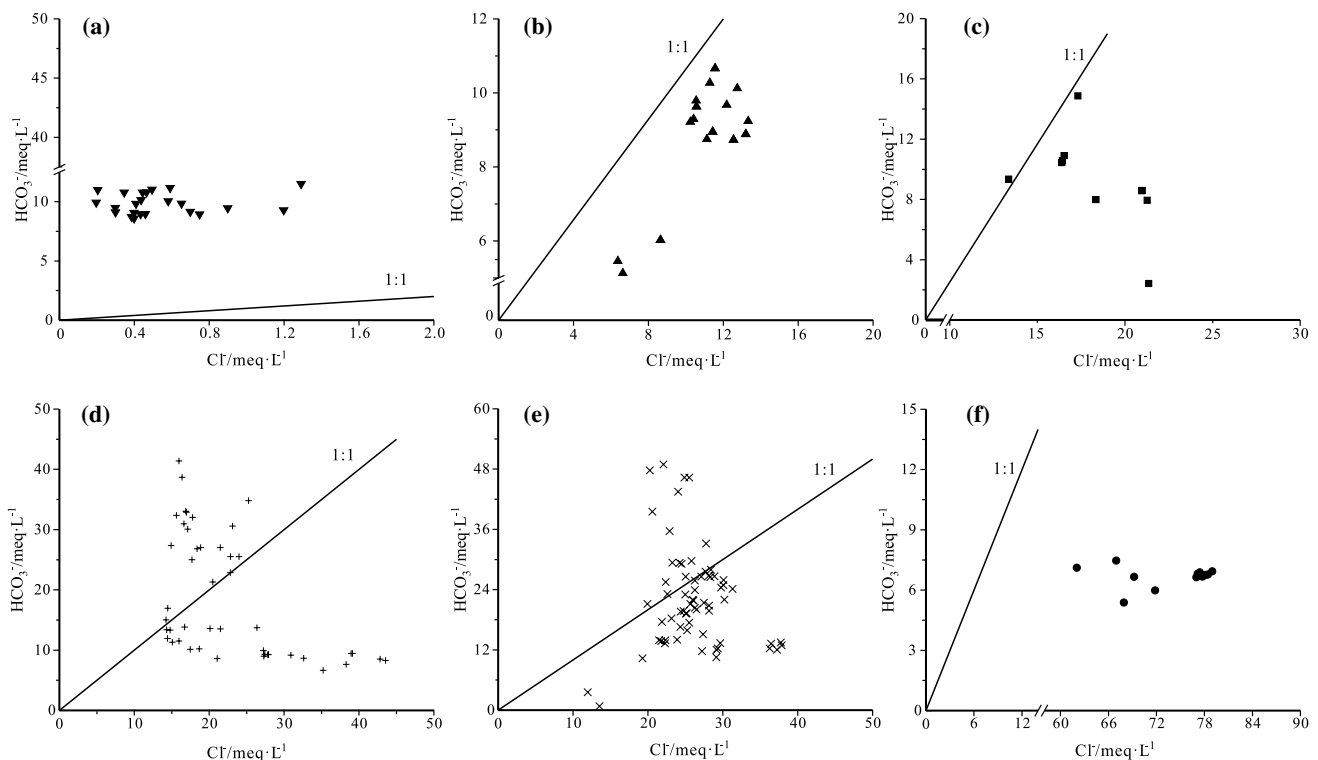 (a)
50
45
40
10
5
0
HCO₃⁻/meq·L⁻¹
1:1
0 0.4 0.8 1.2 1.6 2.0
Cl⁻/meq·L⁻¹
(b)
12
10
8
6
0
HCO₃⁻/meq·L⁻¹
1:1
4 8 12 16 20
Cl⁻/meq·L⁻¹
(c)
20
16
12
8
4
0
HCO₃⁻/meq·L⁻¹
1:1
0 10 15 20 25 30
Cl⁻/meq·L⁻¹
(d)
50
40
30
20
10
0
HCO₃⁻/meq·L⁻¹
1:1
0 10 20 30 40 50
Cl⁻/meq·L⁻¹
(e)
60
48
36
24
12
0
HCO₃⁻/meq·L⁻¹
1:1
0 10 20 30 40 50
Cl⁻/meq·L⁻¹
(f)
15
12
9
6
3
0
HCO₃⁻/meq·L⁻¹
1:1
0 6 12 60 66 72 78 84 90
Cl⁻/meq·L⁻¹